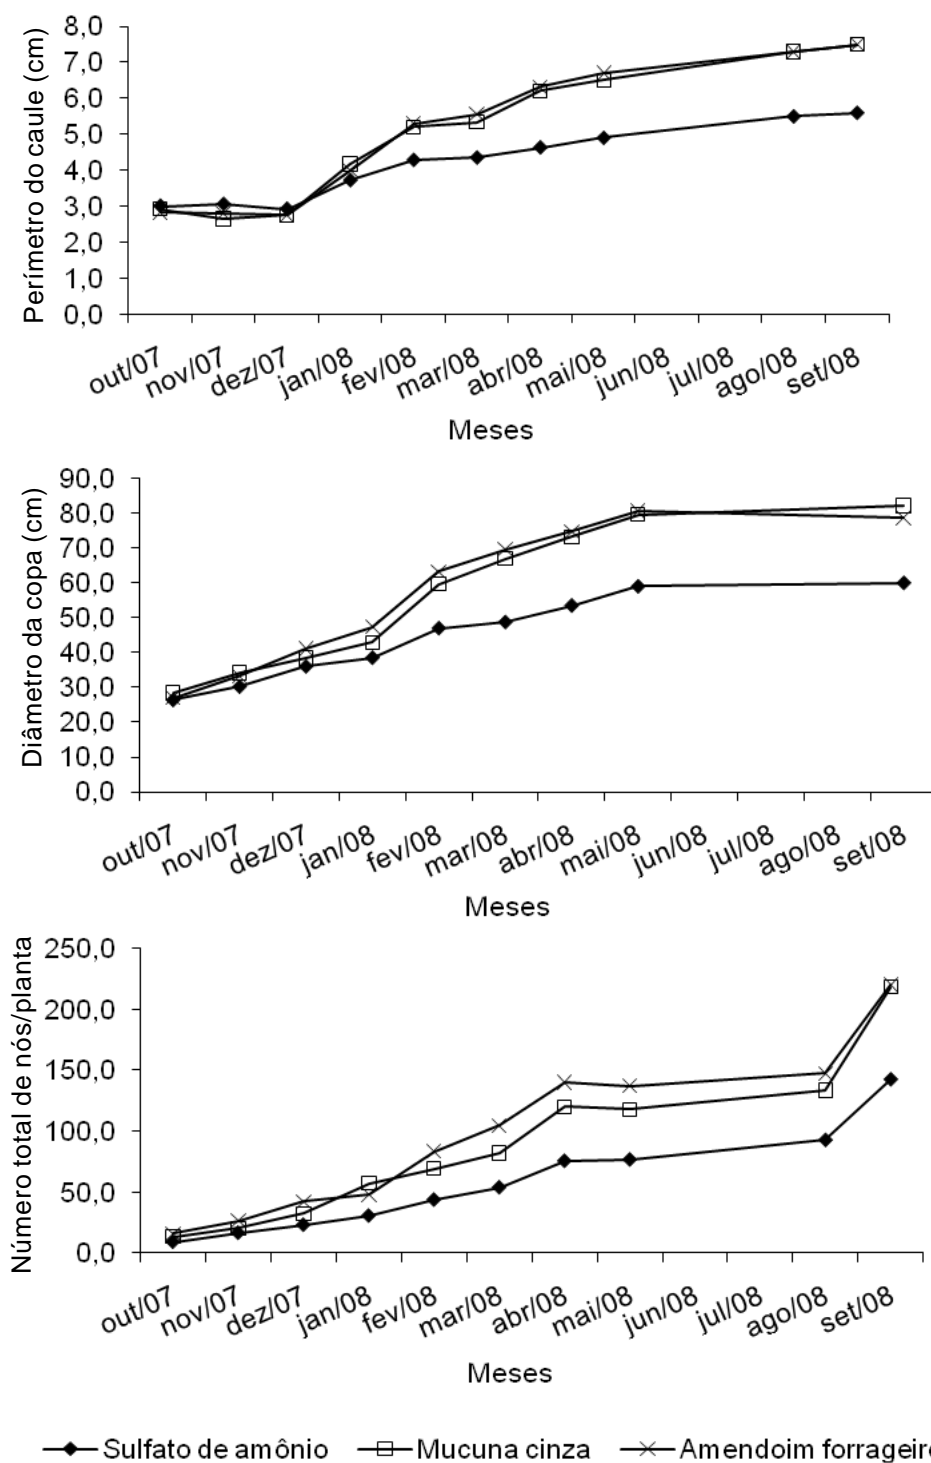 Perímetro do caule (cm)
8,0
7,0
6,0
5,0
4,0
3,0
2,0
1,0
0,0
out/07 nov/07 dez/07 jan/08 fev/08 mar/08 abr/08 mai/08 jun/08 jul/08 ago/08 set/08
Meses
Diâmetro da copa (cm)
90,0
80,0
70,0
60,0
50,0
40,0
30,0
20,0
10,0
0,0
out/07 nov/07 dez/07 jan/08 fev/08 mar/08 abr/08 mai/08 jun/08 jul/08 ago/08 set/08
Meses
Número total de nós/planta
250,0
200,0
150,0
100,0
50,0
0,0
out/07 nov/07 dez/07 jan/08 fev/08 mar/08 abr/08 mai/08 jun/08 jul/08 ago/08 set/08
Meses
Sulfato de amônio Mucuna cinza Amendoim forrageir